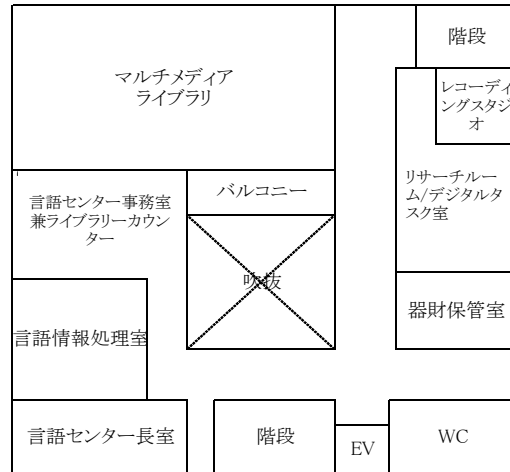 階段
マルチメディア
ライブラリ
レコーディ
ングスタジ
オ
リサーチルー
ム/デジタルタ
スク室
言語センター事務室
兼ライブラリーカウン
ター
バルコニー
吹抜
器財保管室
言語情報処理室
言語センター長室
階段
EV
WC